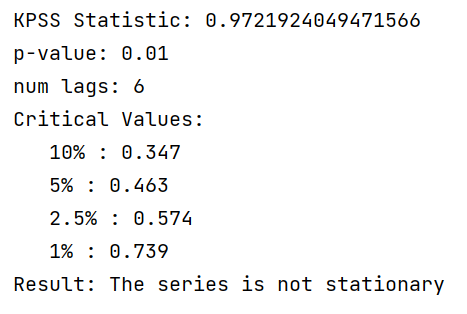 KPSS Statistic: 0.9721924049471566
p-value: 0.01
num lags: 6
Critical Values:
   10% : 0.347
   5% : 0.463
   2.5% : 0.574
   1% : 0.739
Result: The series is not stationary